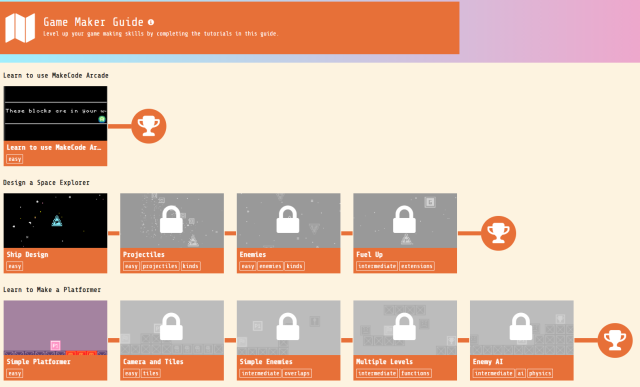 Game Maker Guide
Level up your game making skills by completing the tutorials in this guide.
Learn to use MakeCode Arcade
These blocks are in your
Learn to use MakeCode Ar…
easy
Design a Space Explorer
Ship Design
easy
Projectiles
easy projectiles kinds
Enemies
easy enemies kinds
Fuel Up
intermediate extensions
Learn to Make a Platformer
Simple Platformer
easy
Camera and Tiles
easy tiles
Simple Enemies
intermediate overlaps
Multiple Levels
intermediate functions
Enemy AI
intermediate ai physics